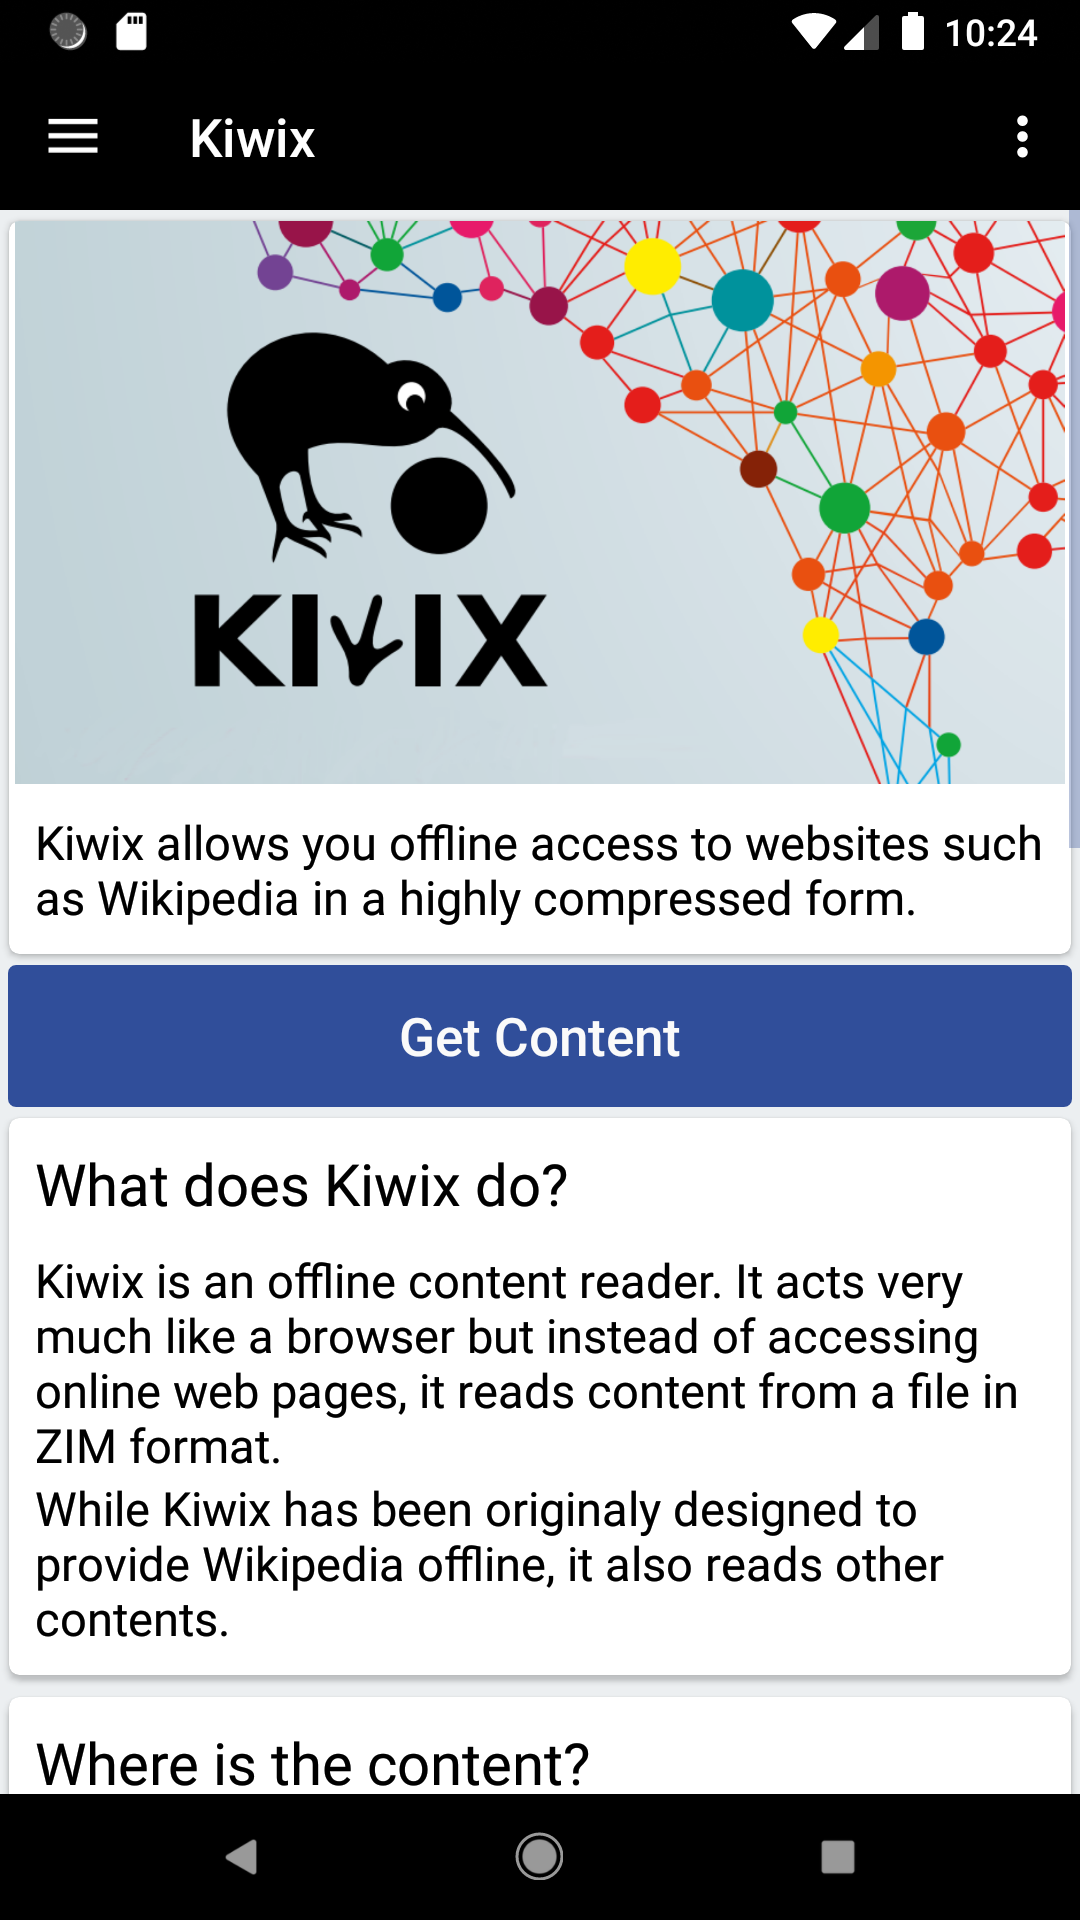 10:24
Kiwix
KIWIX
Kiwix allows you offline access to websites such
as Wikipedia in a highly compressed form.
Get Content
What does Kiwix do?
Kiwix is an offline content reader. It acts very
much like a browser but instead of accessing
online web pages, it reads content from a file in
ZIM format.
While Kiwix has been originaly designed to
provide Wikipedia offline, it also reads other
contents.
Where is the content?